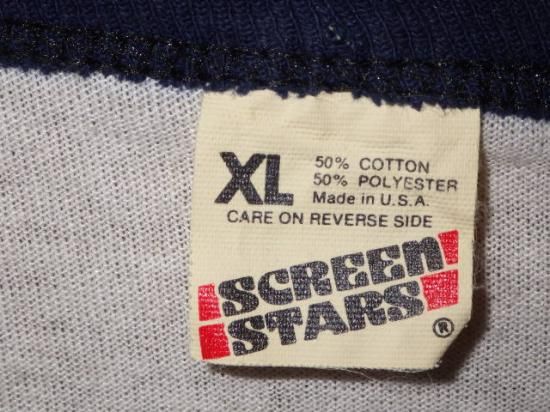 XL
50% COTTON
50% POLYESTER
Made in U.S.A.
CARE ON REVERSE SIDE
SCREEN
STARS ®